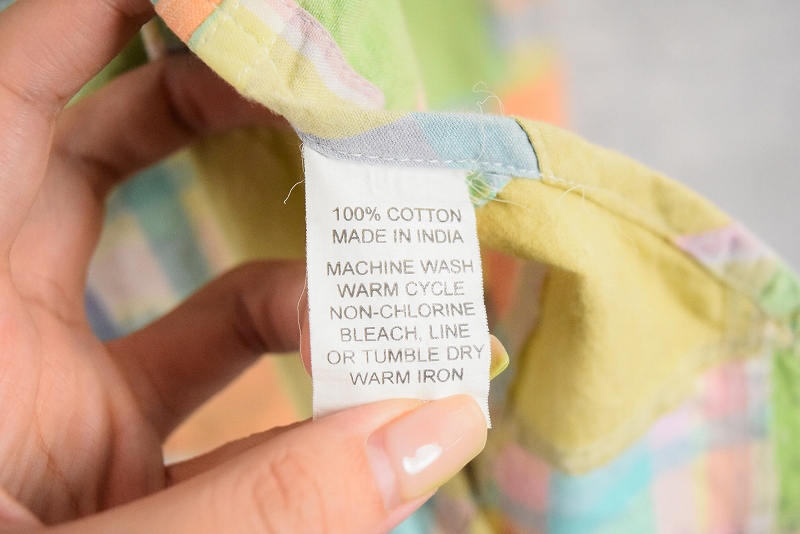 100% COTTON
MADE IN INDIA
MACHINE WASH
WARM CYCLE
NON-CHLORINE
BLEACH, LINE
OR TUMBLE DRY
WARM IRON